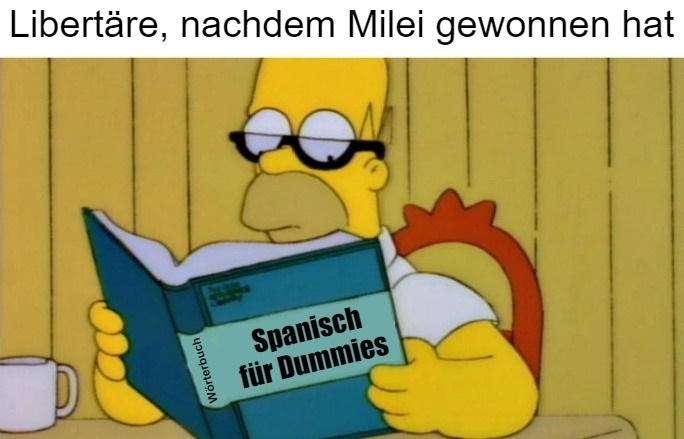 Libertäre, nachdem Milei gewonnen hat
Wörterbuch
Spanisch
für Dummies